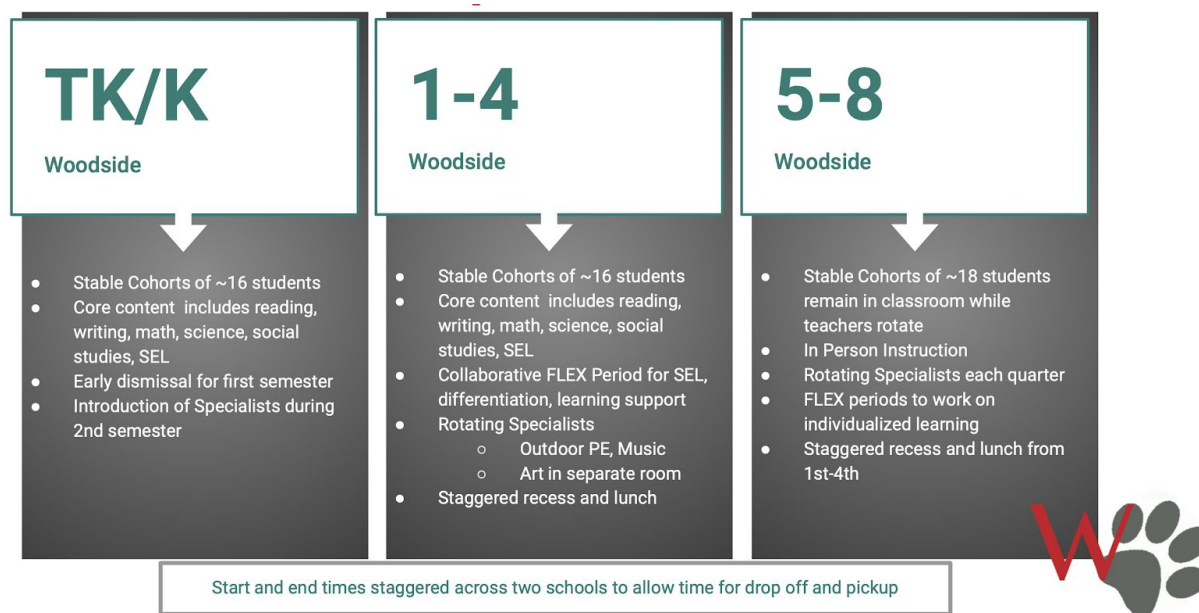 TK/K
Woodside
● Stable Cohorts of ~16 students
● Core content includes reading,
writing, math, science, social
studies, SEL
● Early dismissal for first semester
● Introduction of Specialists during
2nd semester
1-4
Woodside
● Stable Cohorts of ~16 students
● Core content includes reading,
writing, math, science, social
studies, SEL
● Collaborative FLEX Period for SEL,
differentiation, learning support
● Rotating Specialists
○ Outdoor PE, Music
○ Art in separate room
● Staggered recess and lunch
5-8
Woodside
● Stable Cohorts of ~18 students
remain in classroom while
teachers rotate
● In Person Instruction
● Rotating Specialists each quarter
● FLEX periods to work on
individualized learning
● Staggered recess and lunch from
1st-4th
W
Start and end times staggered across two schools to allow time for drop off and pickup